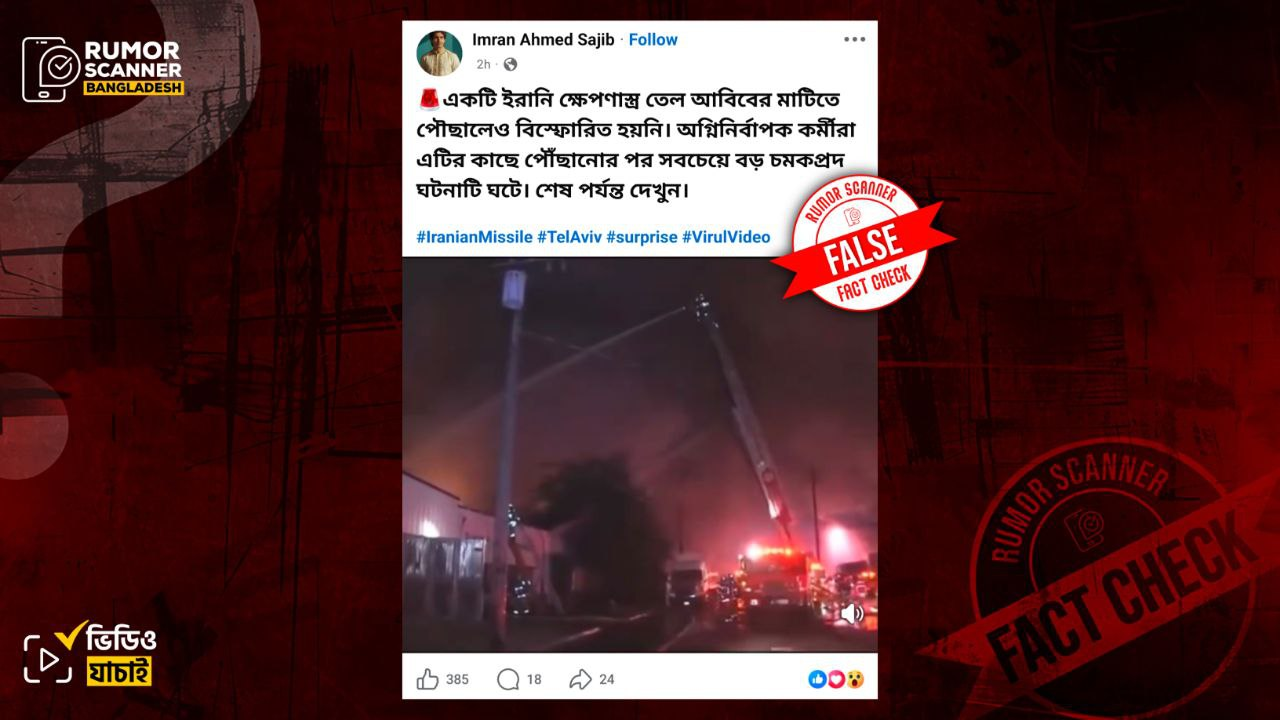 RUMOR
SCANNER
BANGLADESH
Imran Ahmed Sajib · Follow
2h ·
🚨একটি ইরানি ক্ষেপণাস্ত্র তেল আবিবের মাটিতে
পৌছালেও বিস্ফোরিত হয়নি। অগ্নিনির্বাপক কর্মীরা
এটির কাছে পৌঁছানোর পর সবচেয়ে বড় চমকপ্রদ
ঘটনাটি ঘটে। শেষ পর্যন্ত দেখুন।
#IranianMissile #TelAviv #surprise #VirulVideo
RUMOR SCANNER
FALSE
FACT CHECK
RUMOR SCANNER
FACT CHECK
ভিডিও
যাচাই
385 18 24